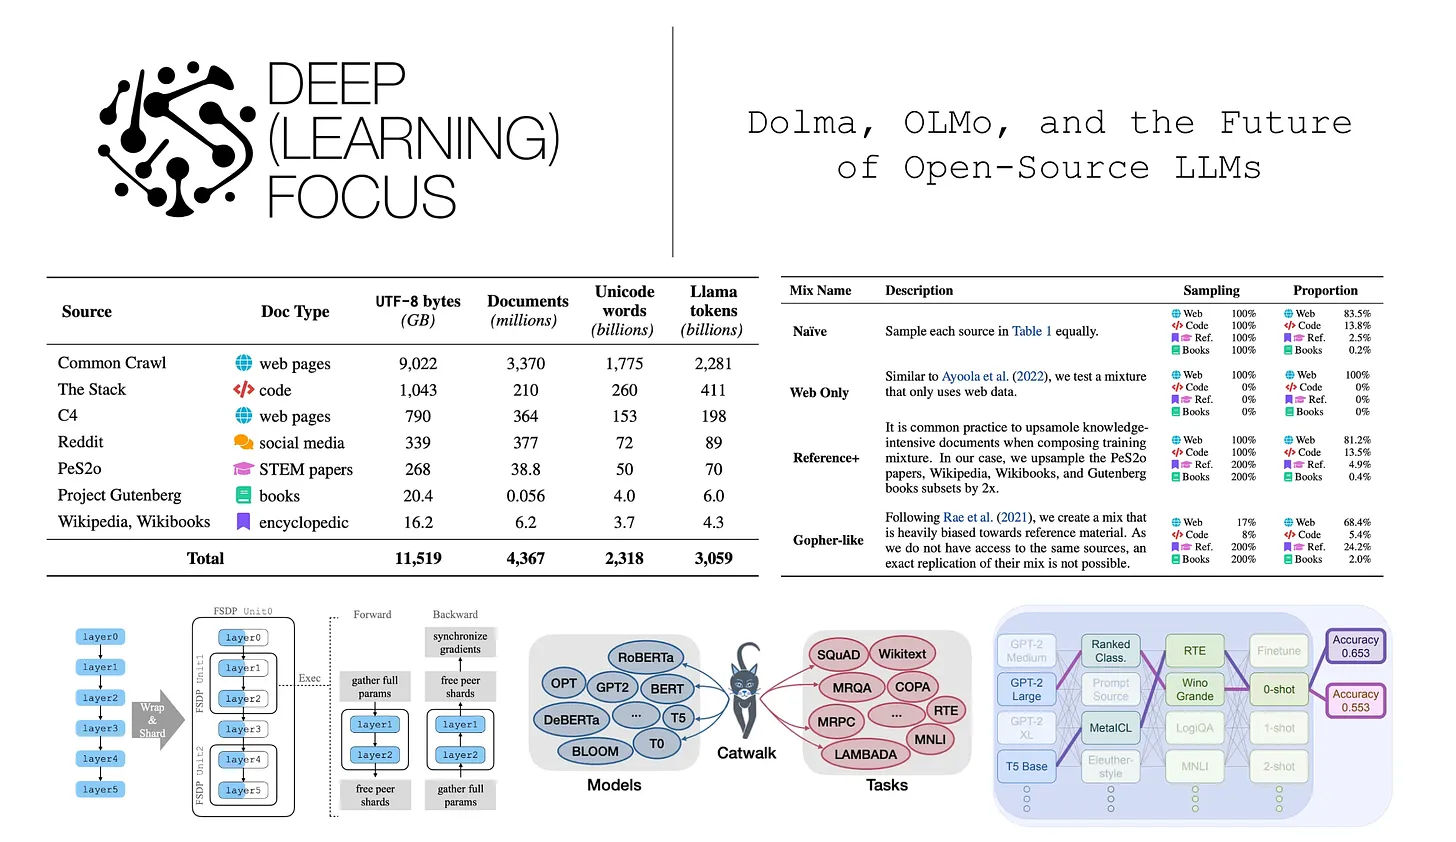 DEEP
(LEARNING)
FOCUS
Dolma, OLMo, and the Future
of Open-Source LLMs
Source Doc Type UTF-8 bytes (GB) Documents (millions) Unicode words (billions) Llama tokens (billions)
Common Crawl web pages 9,022 3,370 1,775 2,281
The Stack code 1,043 210 260 411
C4 web pages 790 364 153 198
Reddit social media 339 377 72 89
PeS2o STEM papers 268 38.8 50 70
Project Gutenberg books 20.4 0.056 4.0 6.0
Wikipedia, Wikibooks encyclopedic 16.2 6.2 3.7 4.3
Total 11,519 4,367 2,318 3,059
Mix Name Description Sampling Proportion
Naïve
Sample each source in Table 1 equally.
Web 100% Web 83.5%
Code 100% Code 13.8%
Ref. 100% Ref. 2.5%
Books 100% Books 0.2%
Web Only
Similar to Ayoola et al. (2022), we test a mixture
that only uses web data.
Web 100% Web 100%
Code 0% Code 0%
Ref. 0% Ref. 0%
Books 0% Books 0%
Reference+
It is common practice to upsamole knowledge-
intensive documents when composing training
mixture. In our case, we upsample the PeS2o
papers, Wikipedia, Wikibooks, and Gutenberg
books subsets by 2x.
Web 100% Web 81.2%
Code 100% Code 13.5%
Ref. 200% Ref. 4.9%
Books 200% Books 0.4%
Gopher-like
Following Rae et al. (2021), we create a mix that
is heavily biased towards reference material. As
we do not have access to the same sources, an
exact replication of their mix is not possible.
Web 17% Web 68.4%
Code 8% Code 5.4%
Ref. 200% Ref. 24.2%
Books 200% Books 2.0%
layer0
layer1
layer2
layer3
layer4
layer5
Wrap
&
Shard
FSDP Unit0
FSDP Unit1
FSDP Unit2
layer0
layer1
layer2
layer3
layer4
layer5
Exec
Forward
gather full
params
layer1
layer2
free peer
shards
Backward
synchronize
gradients
free peer
shards
layer1
layer2
gather full
params
RoBERTa
OPT
GPT2
BERT
DeBERTa
...
T5
BLOOM
T0
Models
Catwalk
SQuAD
Wikitext
MRQA
COPA
MRPC
...
RTE
MNLI
LAMBADA
Tasks
GPT-2
Medium
GPT-2
Large
GPT-2
XL
T5 Base
Ranked
Class.
Prompt
Source
MetaICL
Eleuther-
style
RTE
Wino
Grande
LogiQA
MNLI
Finetune
0-shot
1-shot
2-shot
Accuracy
0.653
Accuracy
0.553